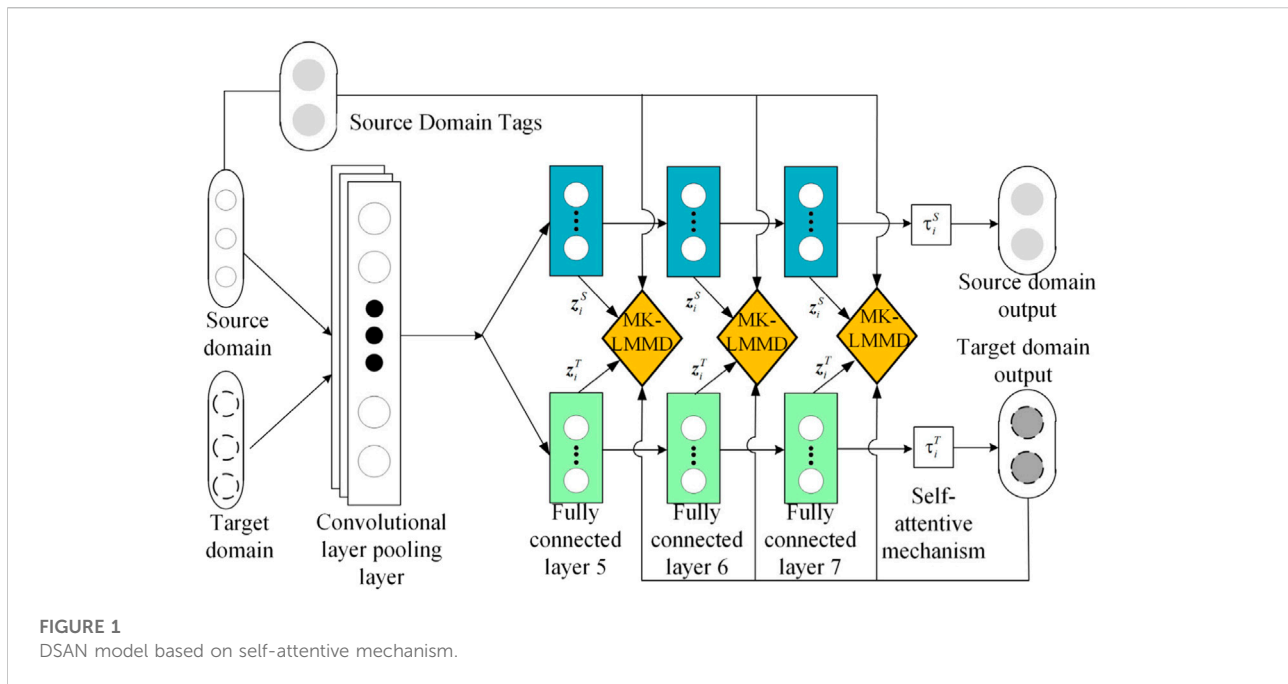 Source Domain Tags
Source
domain
Target
domain
Convolutional
layer pooling
layer
z_i^S
z_i^S
z_i^S
MK-
LMMD
MK-
LMMD
MK-
LMMD
z_i^T
z_i^T
z_i^T
Fully
connected
layer 5
Fully
connected
layer 6
Fully
connected
layer 7
τ_i^S
Source domain
output
Target domain
output
τ_i^T
Self-
attentive
mechanism
FIGURE 1
DSAN model based on self-attentive mechanism.